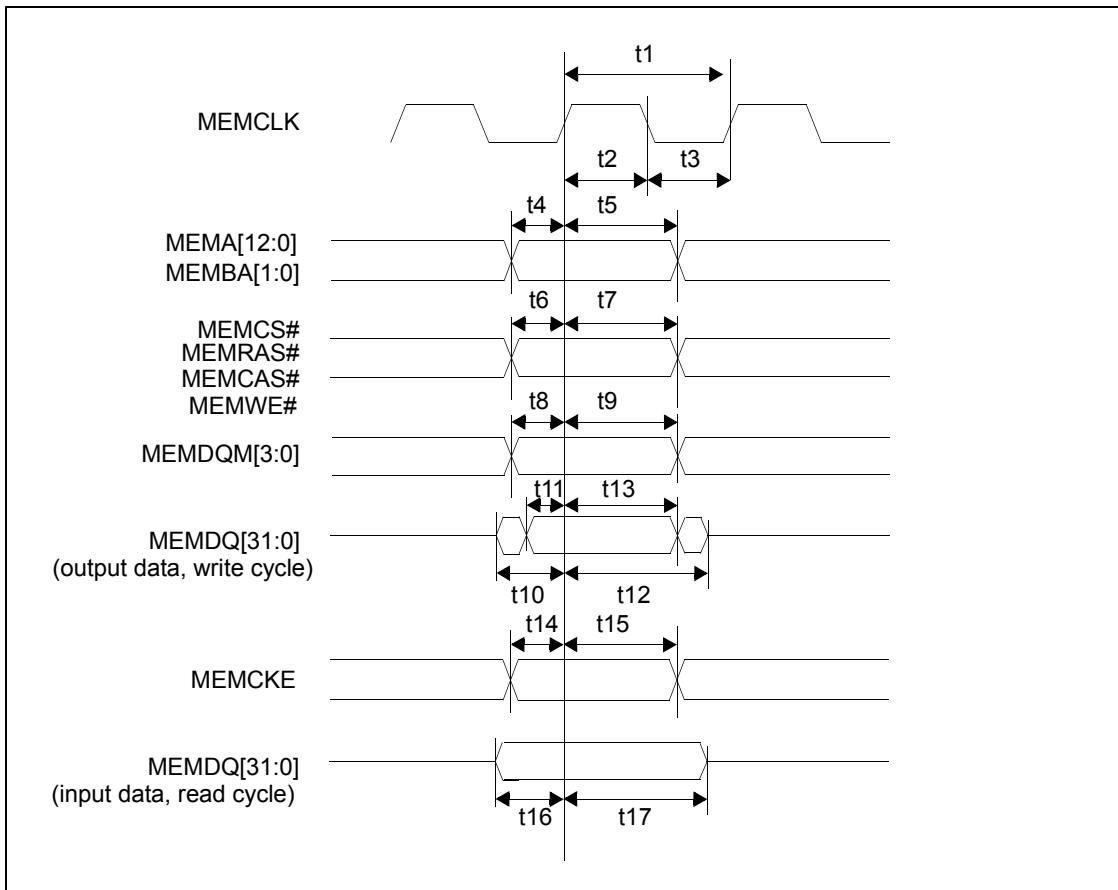 t1
MEMCLK
t2 t3
t4 t5
MEMA[12:0]
MEMBA[1:0]
t6 t7
MEMCS#
MEMRAS#
MEMCAS#
t8 t9
MEMWE#
MEMDQM[3:0]
t11 t13
MEMDQ[31:0]
(output data, write cycle)
t10 t12
t14 t15
MEMCKE
MEMDQ[31:0]
(input data, read cycle)
t16 t17